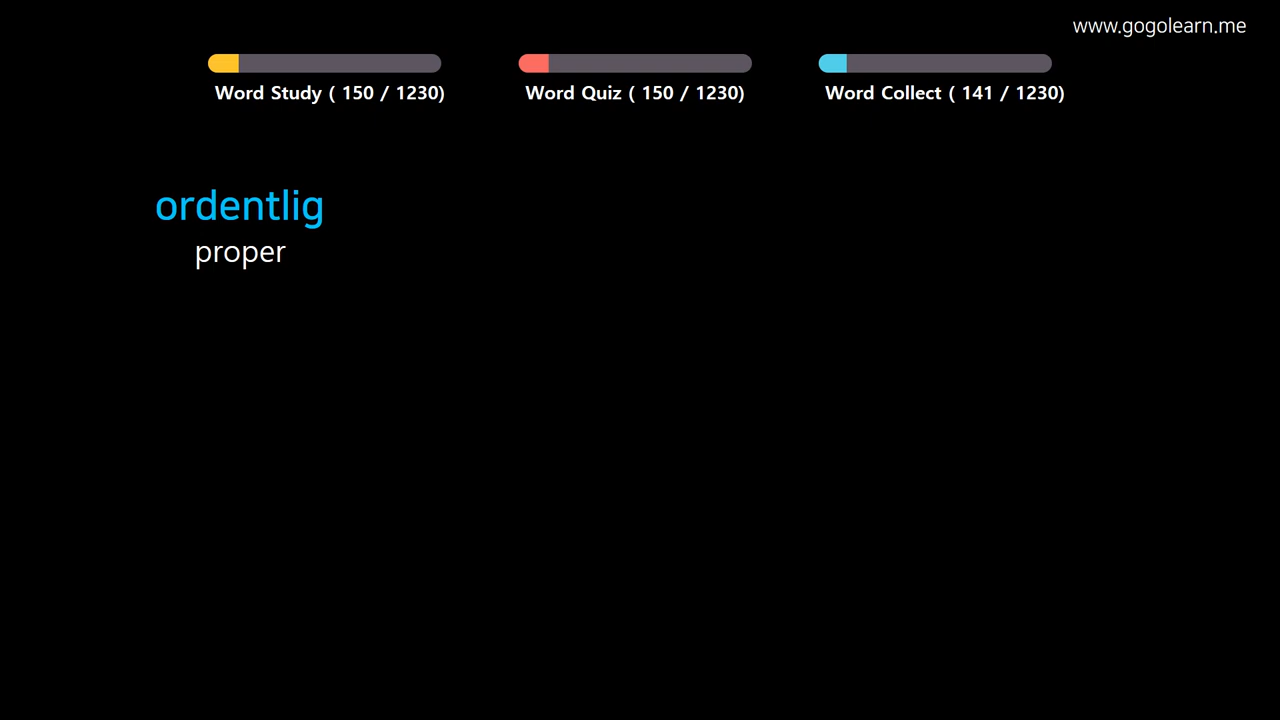 www.gogolearn.me
Word Study ( 150 / 1230)
Word Quiz ( 150 / 1230)
Word Collect ( 141 / 1230)
ordentlig
proper